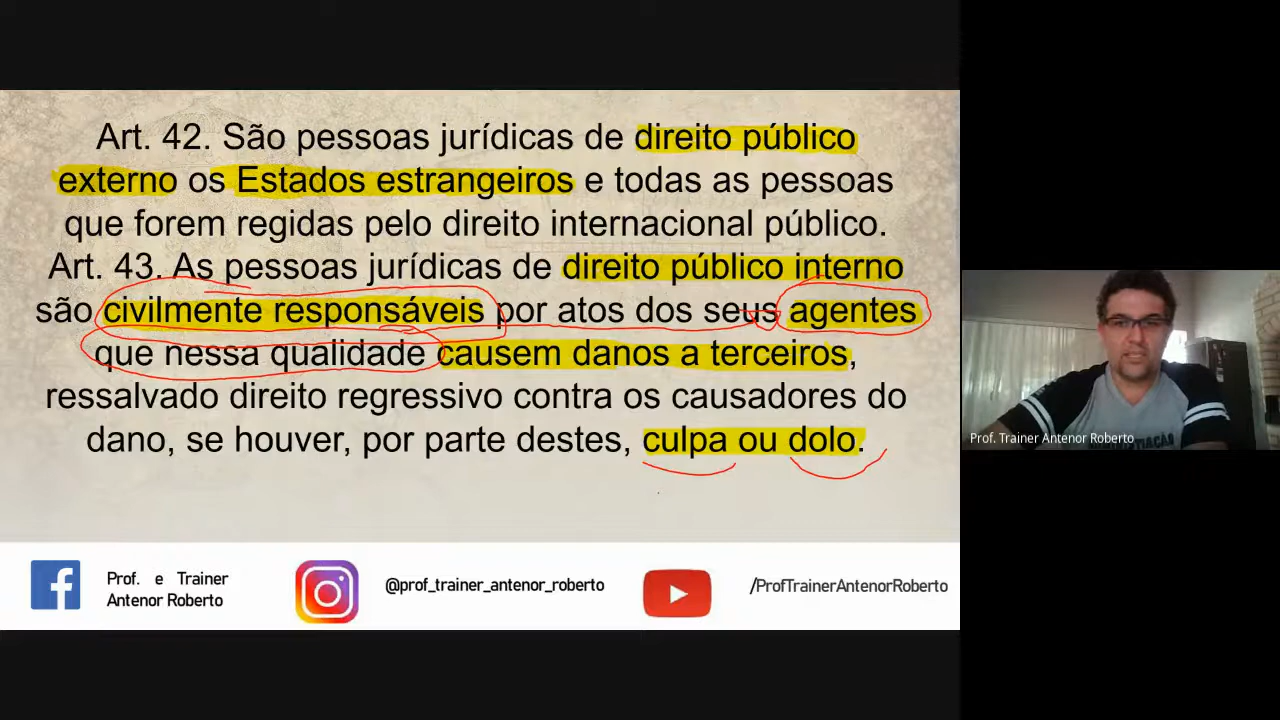 Art. 42. São pessoas jurídicas de direito público
externo os Estados estrangeiros e todas as pessoas
que forem regidas pelo direito internacional público.
Art. 43. As pessoas jurídicas de direito público interno
são civilmente responsáveis por atos dos seus agentes
que nessa qualidade causem danos a terceiros,
ressalvado direito regressivo contra os causadores do
dano, se houver, por parte destes, culpa ou dolo.
Prof. e Trainer
Antenor Roberto
@prof_trainer_antenor_roberto
/ProfTrainerAntenorRoberto
Prof. Trainer Antenor Roberto